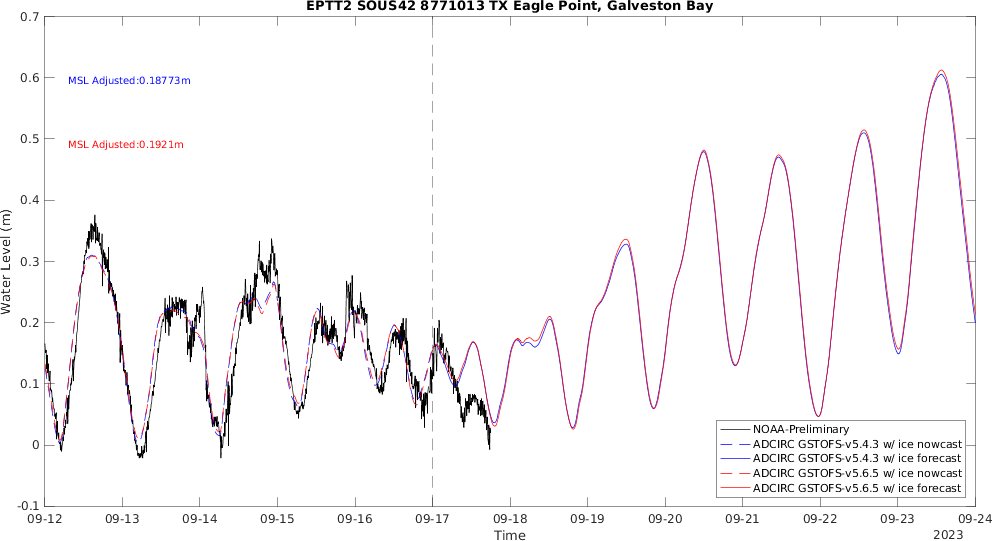 EPTT2 SOUS42 8771013 TX Eagle Point, Galveston Bay
0.7
0.6
0.5
0.4
0.3
0.2
0.1
0
-0.1
Water Level (m)
MSL Adjusted:0.18773m
MSL Adjusted:0.1921m
NOAA-Preliminary
ADCIRC GSTOFS-v5.4.3 w/ ice nowcast
ADCIRC GSTOFS-v5.4.3 w/ ice forecast
ADCIRC GSTOFS-v5.6.5 w/ ice nowcast
ADCIRC GSTOFS-v5.6.5 w/ ice forecast
09-12 09-13 09-14 09-15 09-16 09-17 09-18 09-19 09-20 09-21 09-22 09-23 09-24
Time
2023